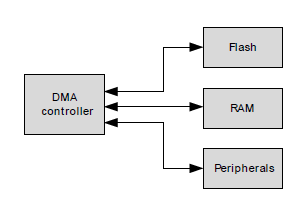 Flash
DMA
controller
RAM
Peripherals